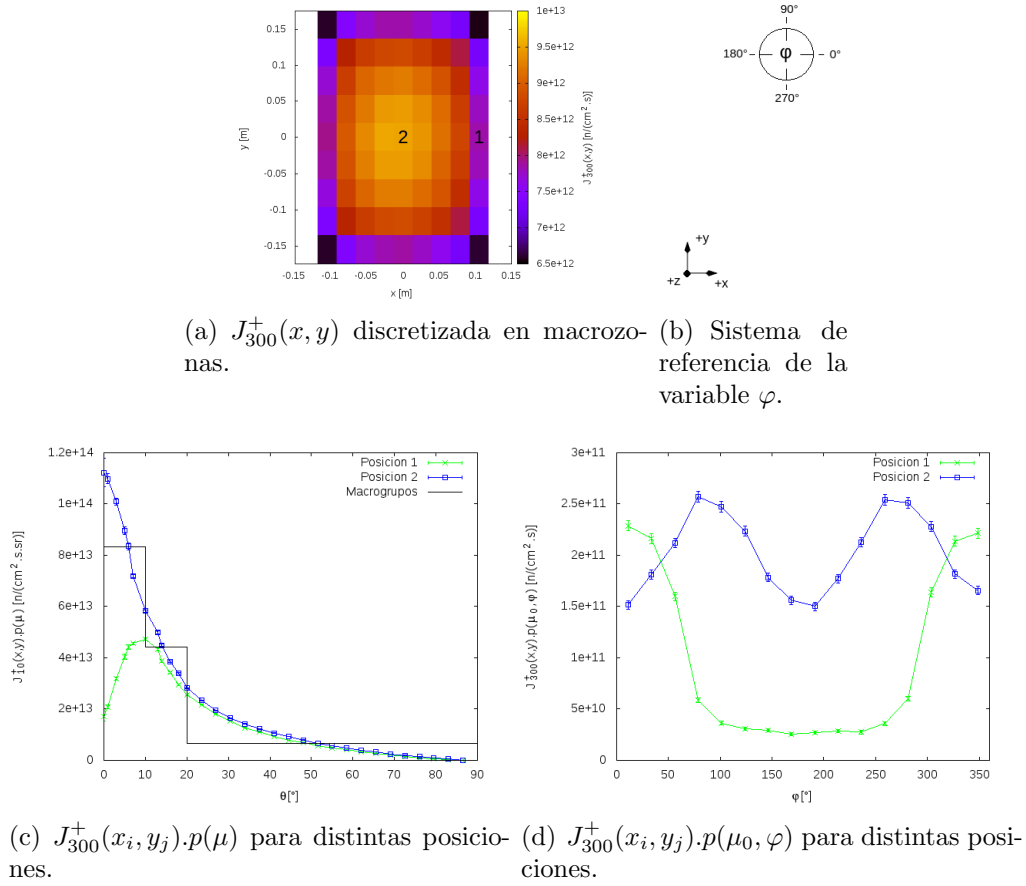 0.15
0.1
0.05
0
-0.05
-0.1
-0.15
y [m]
-0.15 -0.1 -0.05 0 0.05 0.1 0.15
x [m]
2
1
1e+13
9.5e+12
9e+12
8.5e+12
8e+12
7.5e+12
7e+12
6.5e+12
J⁺₃₀₀(x,y) [n/(cm².s)]
90°
180° φ 0°
270°
+y
+z +x
(a) J⁺₃₀₀(x, y) discretizada en macrozo-
nas.
(b) Sistema de
referencia de la
variable φ.
1.2e+14
1e+14
8e+13
6e+13
4e+13
2e+13
0
J⁺₁₀(x,y).p(μ) [n/(cm².s.sr)]
Posicion 1
Posicion 2
Macrogrupos
0 10 20 30 40 50 60 70 80 90
θ[°]
3e+11
2.5e+11
2e+11
1.5e+11
1e+11
5e+10
0
J⁺₃₀₀(x,y).p(μ₀,φ) [n/(cm².s)]
Posicion 1
Posicion 2
0 50 100 150 200 250 300 350
φ[°]
(c) J⁺₃₀₀(xᵢ, yⱼ).p(μ) para distintas posicio-
nes.
(d) J⁺₃₀₀(xᵢ, yⱼ).p(μ₀, φ) para distintas posi-
ciones.